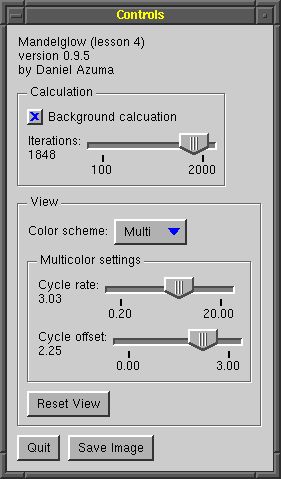 Controls
Mandelglow (lesson 4)
version 0.9.5
by Daniel Azuma
Calculation
Background calcuation
Iterations:
1848
100 2000
View
Color scheme: Multi
Multicolor settings
Cycle rate:
3.03
0.20 20.00
Cycle offset:
2.25
0.00 3.00
Reset View
Quit Save Image